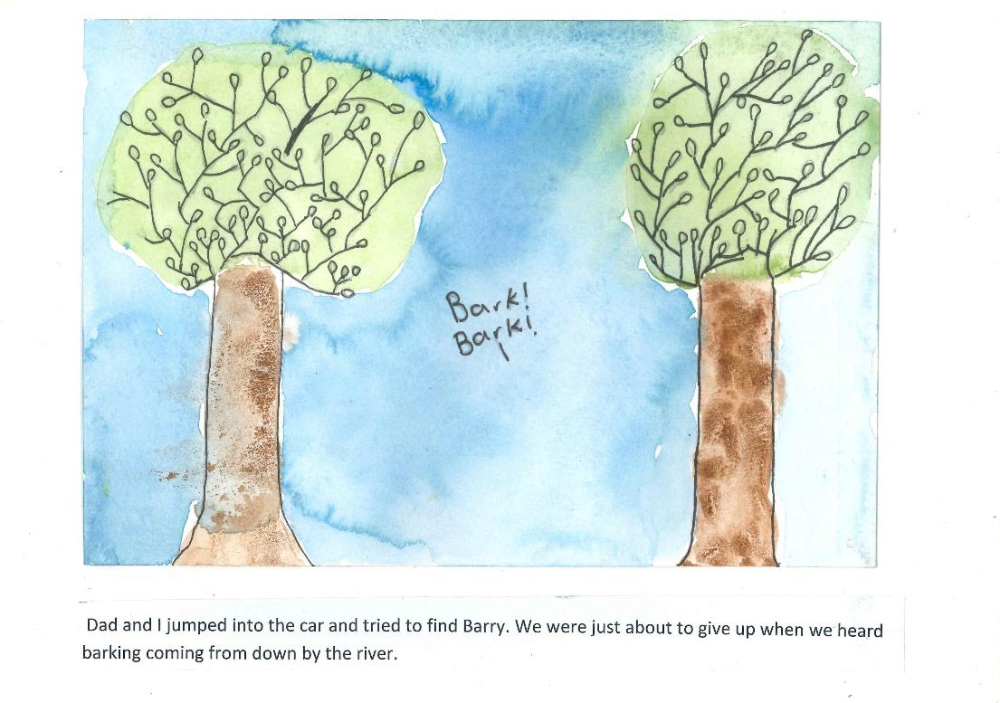 Bark!
Bark!
Dad and I jumped into the car and tried to find Barry. We were just about to give up when we heard
barking coming from down by the river.